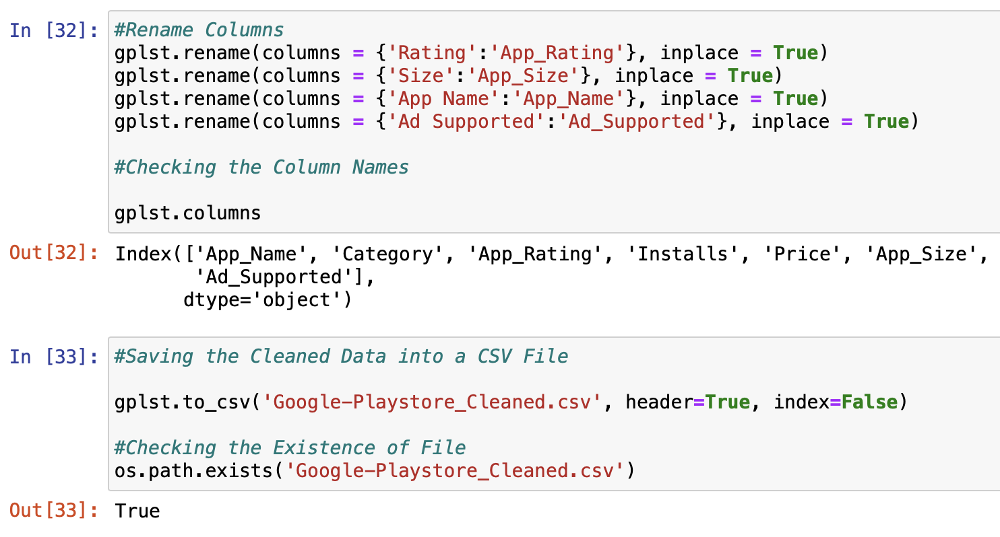 In [32]: #Rename Columns
gplst.rename(columns = {'Rating':'App_Rating'}, inplace = True)
gplst.rename(columns = {'Size':'App_Size'}, inplace = True)
gplst.rename(columns = {'App Name':'App_Name'}, inplace = True)
gplst.rename(columns = {'Ad Supported':'Ad_Supported'}, inplace = True)
#Checking the Column Names
gplst.columns
Out[32]: Index(['App_Name', 'Category', 'App_Rating', 'Installs', 'Price', 'App_Size',
'Ad_Supported'],
dtype='object')
In [33]: #Saving the Cleaned Data into a CSV File
gplst.to_csv('Google-Playstore_Cleaned.csv', header=True, index=False)
#Checking the Existence of File
os.path.exists('Google-Playstore_Cleaned.csv')
Out[33]: True